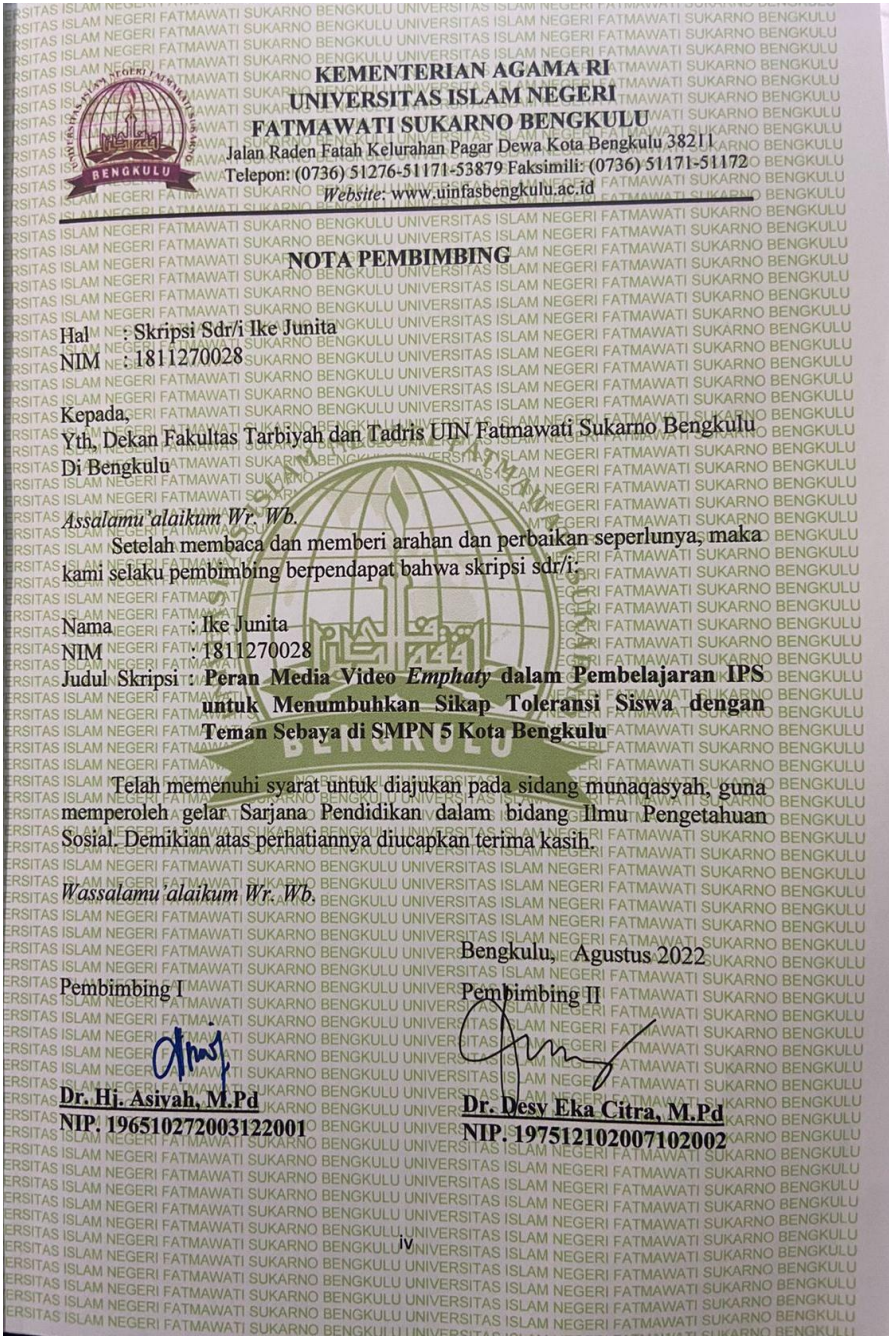 KEMENTERIAN AGAMA RI
UNIVERSITAS ISLAM NEGERI
FATMAWATI SUKARNO BENGKULU
Jalan Raden Fatah Kelurahan Pagar Dewa Kota Bengkulu 38211
Telepon: (0736) 51276-51171-53879 Faksimili: (0736) 51171-51172
Website: www.uinfasbengkulu.ac.id
UNIVERSITAS ISLAM NEGERI FATMAWATI SUKARNO
BENGKULU
NOTA PEMBIMBING
Hal : Skripsi Sdr/i Ike Junita
NIM : 1811270028
Kepada,
Yth, Dekan Fakultas Tarbiyah dan Tadris UIN Fatmawati Sukarno Bengkulu
Di Bengkulu
Assalamu'alaikum Wr. Wb.
Setelah membaca dan memberi arahan dan perbaikan seperlunya, maka
kami selaku pembimbing berpendapat bahwa skripsi sdr/i:
Nama : Ike Junita
NIM : 1811270028
Judul Skripsi : Peran Media Video Emphaty dalam Pembelajaran IPS
untuk Menumbuhkan Sikap Toleransi Siswa dengan
Teman Sebaya di SMPN 5 Kota Bengkulu
BENGKULU
Telah memenuhi syarat untuk diajukan pada sidang munaqasyah, guna
memperoleh gelar Sarjana Pendidikan dalam bidang Ilmu Pengetahuan
Sosial. Demikian atas perhatiannya diucapkan terima kasih.
Wassalamu'alaikum Wr. Wb.
Bengkulu, Agustus 2022
Pembimbing I
Pembimbing II
Dr. Hj. Asiyah, M.Pd
NIP. 196510272003122001
Dr. Desy Eka Citra, M.Pd
NIP. 197512102007102002
iv